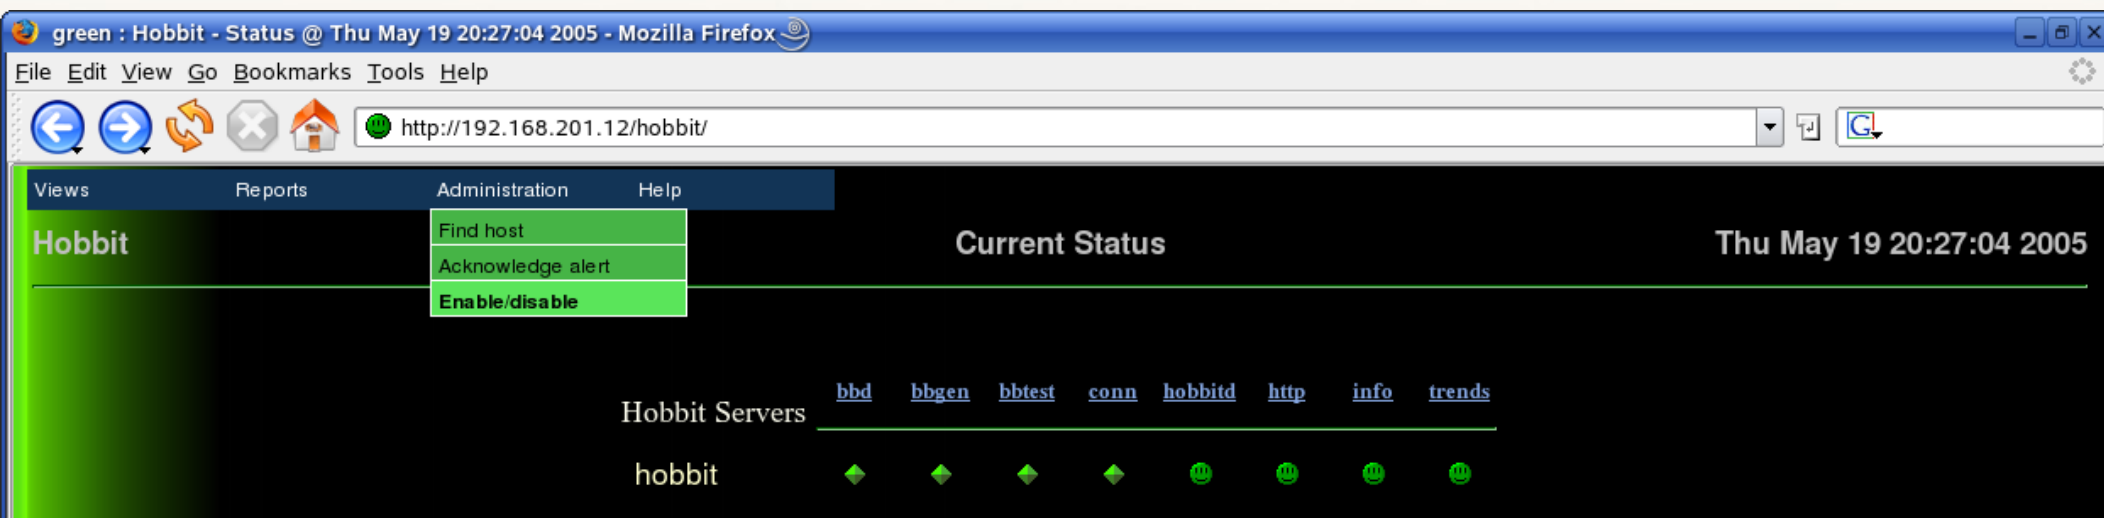 green : Hobbit - Status @ Thu May 19 20:27:04 2005 - Mozilla Firefox
File Edit View Go Bookmarks Tools Help
http://192.168.201.12/hobbit/
G
Views Reports Administration Help
Find host
Acknowledge alert
Enable/disable
Hobbit Current Status Thu May 19 20:27:04 2005
bbd bbgen bbtest conn hobbitd http info trends
Hobbit Servers
hobbit